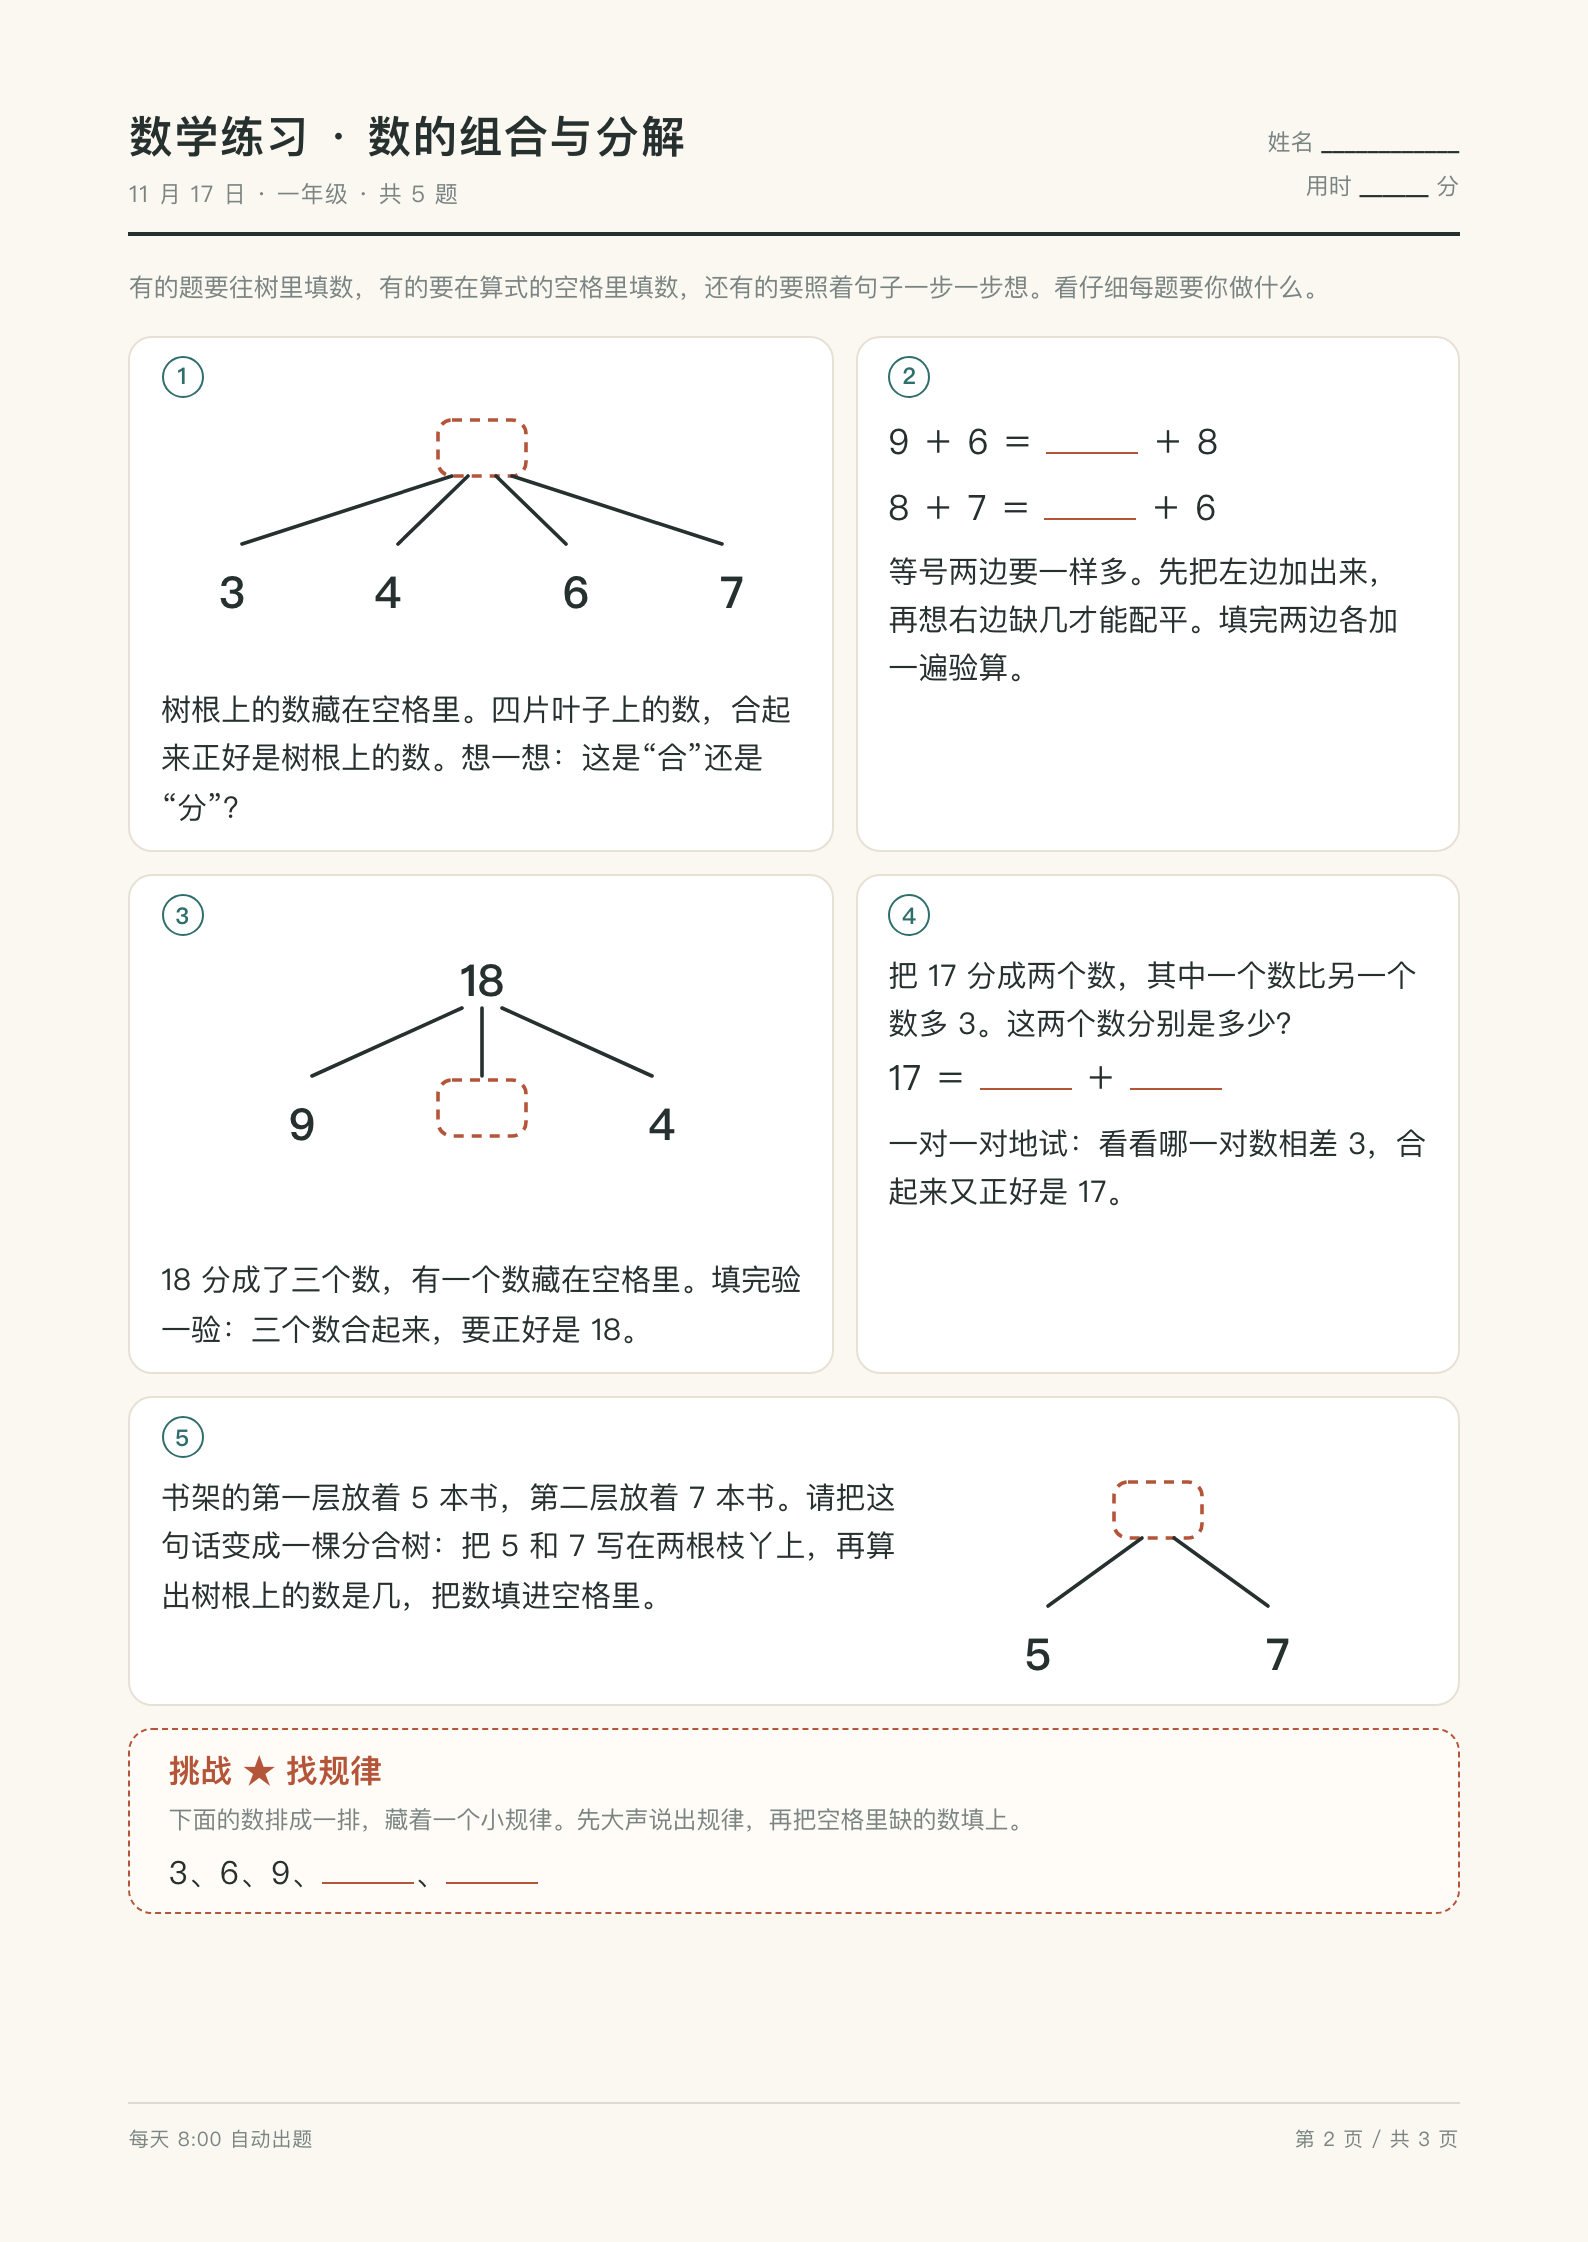 数学练习 · 数的组合与分解
姓名 ____________
11 月 17 日 · 一年级 · 共 5 题
用时 ______ 分
有的题要往树里填数，有的要在算式的空格里填数，还有的要照着句子一步一步想。看仔细每题要你做什么。
1
3 4 6 7
树根上的数藏在空格里。四片叶子上的数，合起
来正好是树根上的数。想一想：这是“合”还是
“分”？
2
9 + 6 = _____ + 8
8 + 7 = _____ + 6
等号两边要一样多。先把左边加出来，
再想右边缺几才能配平。填完两边各加
一遍验算。
3
18
9 4
18 分成了三个数，有一个数藏在空格里。填完验
一验：三个数合起来，要正好是 18。
4
把 17 分成两个数，其中一个数比另一个
数多 3。这两个数分别是多少？
17 = _____ + _____
一对一对地试：看看哪一对数相差 3，合
起来又正好是 17。
5
书架的第一层放着 5 本书，第二层放着 7 本书。请把这
句话变成一棵分合树：把 5 和 7 写在两根枝丫上，再算
出树根上的数是几，把数填进空格里。
5 7
挑战 ★ 找规律
下面的数排成一排，藏着一个小规律。先大声说出规律，再把空格里缺的数填上。
3、6、9、_____、_____
每天 8:00 自动出题
第 2 页 / 共 3 页